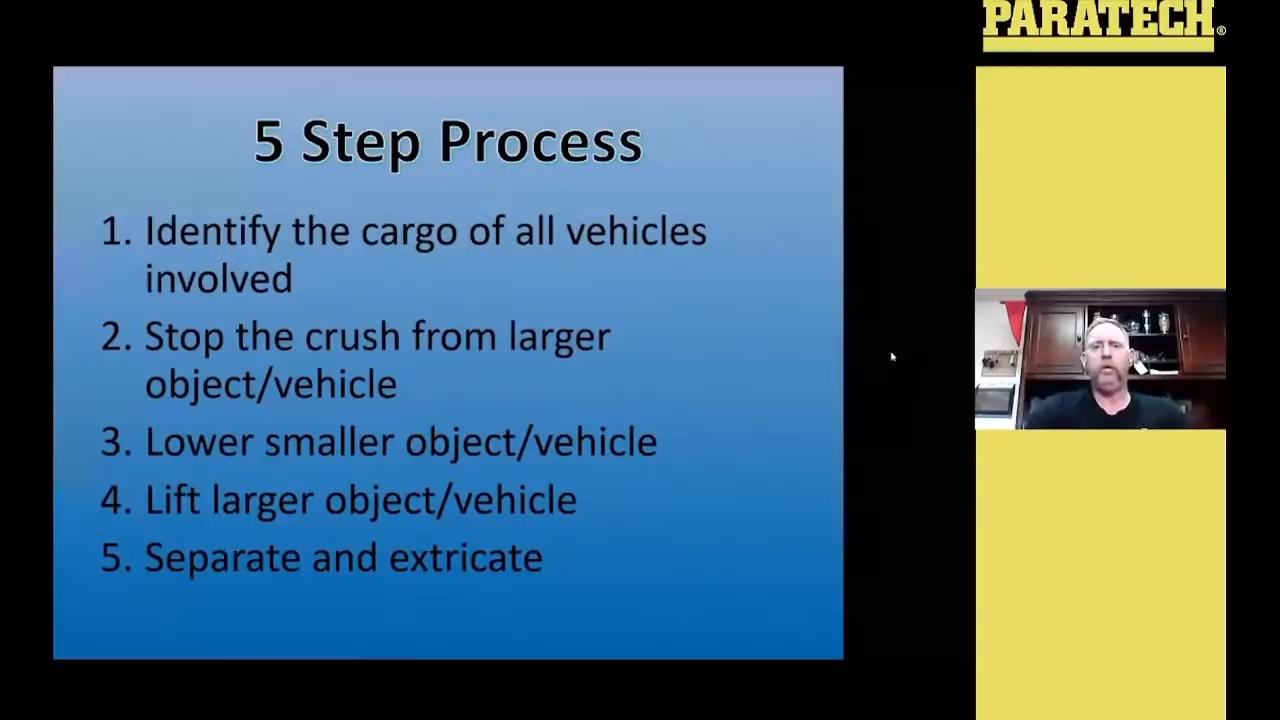 PARATECH®
5 Step Process
1. Identify the cargo of all vehicles
involved
2. Stop the crush from larger
object/vehicle
3. Lower smaller object/vehicle
4. Lift larger object/vehicle
5. Separate and extricate